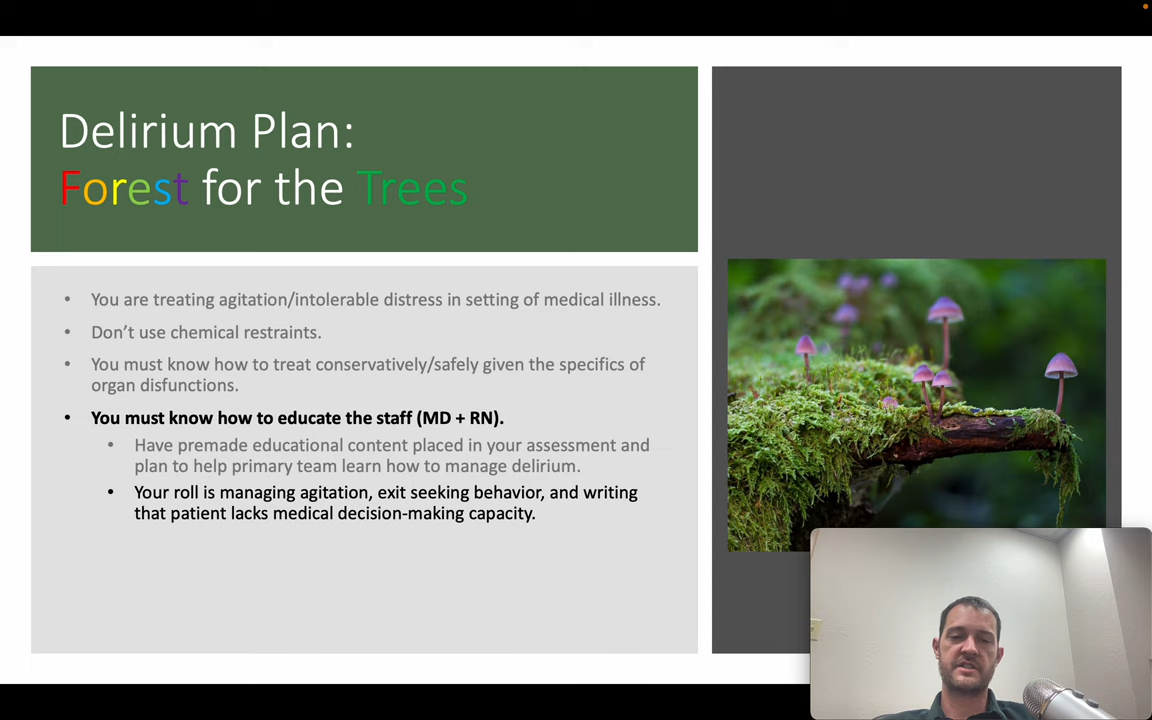 Delirium Plan:
Forest for the Trees
• You are treating agitation/intolerable distress in setting of medical illness.
• Don’t use chemical restraints.
• You must know how to treat conservatively/safely given the specifics of
organ disfunctions.
• You must know how to educate the staff (MD + RN).
• Have premade educational content placed in your assessment and
plan to help primary team learn how to manage delirium.
• Your roll is managing agitation, exit seeking behavior, and writing
that patient lacks medical decision-making capacity.